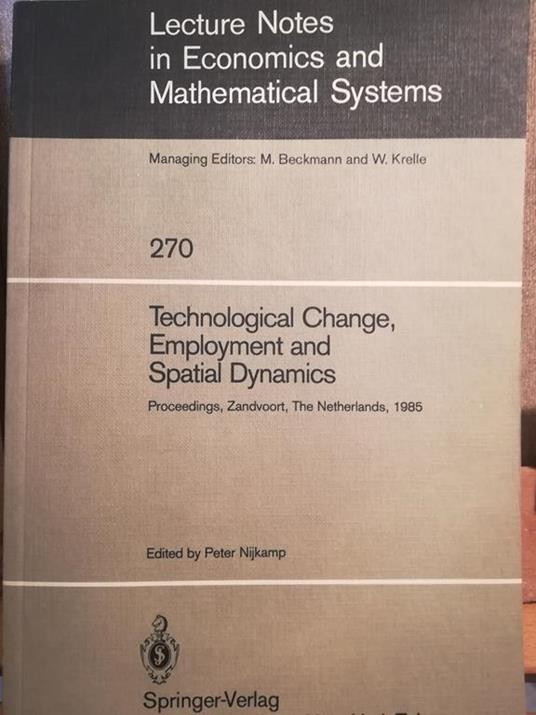 Lecture Notes
in Economics and
Mathematical Systems
Managing Editors: M. Beckmann and W. Krelle
270
Technological Change,
Employment and
Spatial Dynamics
Proceedings, Zandvoort, The Netherlands, 1985
Edited by Peter Nijkamp
Springer-Verlag